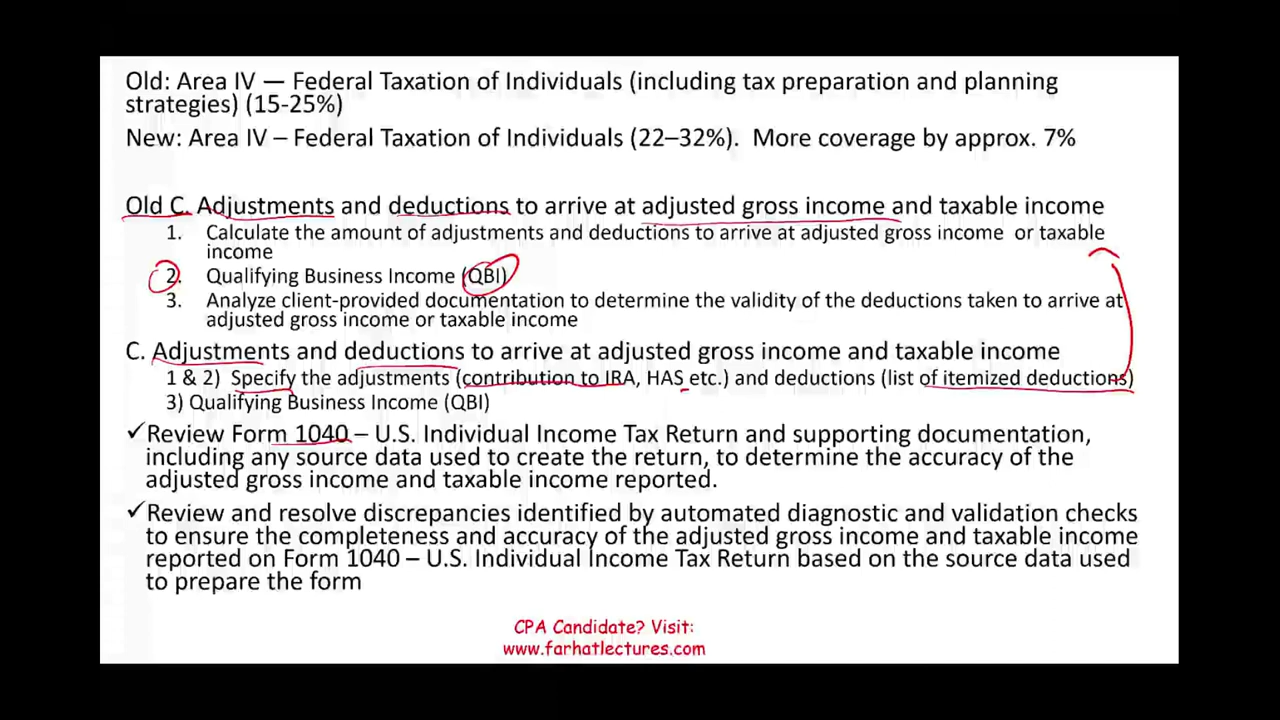 Old: Area IV — Federal Taxation of Individuals (including tax preparation and planning
strategies) (15-25%)
New: Area IV – Federal Taxation of Individuals (22–32%).  More coverage by approx. 7%
Old C. Adjustments and deductions to arrive at adjusted gross income and taxable income
1. Calculate the amount of adjustments and deductions to arrive at adjusted gross income or taxable
income
2. Qualifying Business Income (QBI)
3. Analyze client-provided documentation to determine the validity of the deductions taken to arrive at
adjusted gross income or taxable income
C. Adjustments and deductions to arrive at adjusted gross income and taxable income
1 & 2) Specify the adjustments (contribution to IRA, HAS etc.) and deductions (list of itemized deductions)
3) Qualifying Business Income (QBI)
✓Review Form 1040 – U.S. Individual Income Tax Return and supporting documentation,
including any source data used to create the return, to determine the accuracy of the
adjusted gross income and taxable income reported.
✓Review and resolve discrepancies identified by automated diagnostic and validation checks
to ensure the completeness and accuracy of the adjusted gross income and taxable income
reported on Form 1040 – U.S. Individual Income Tax Return based on the source data used
to prepare the form
CPA Candidate? Visit:
www.farhatlectures.com